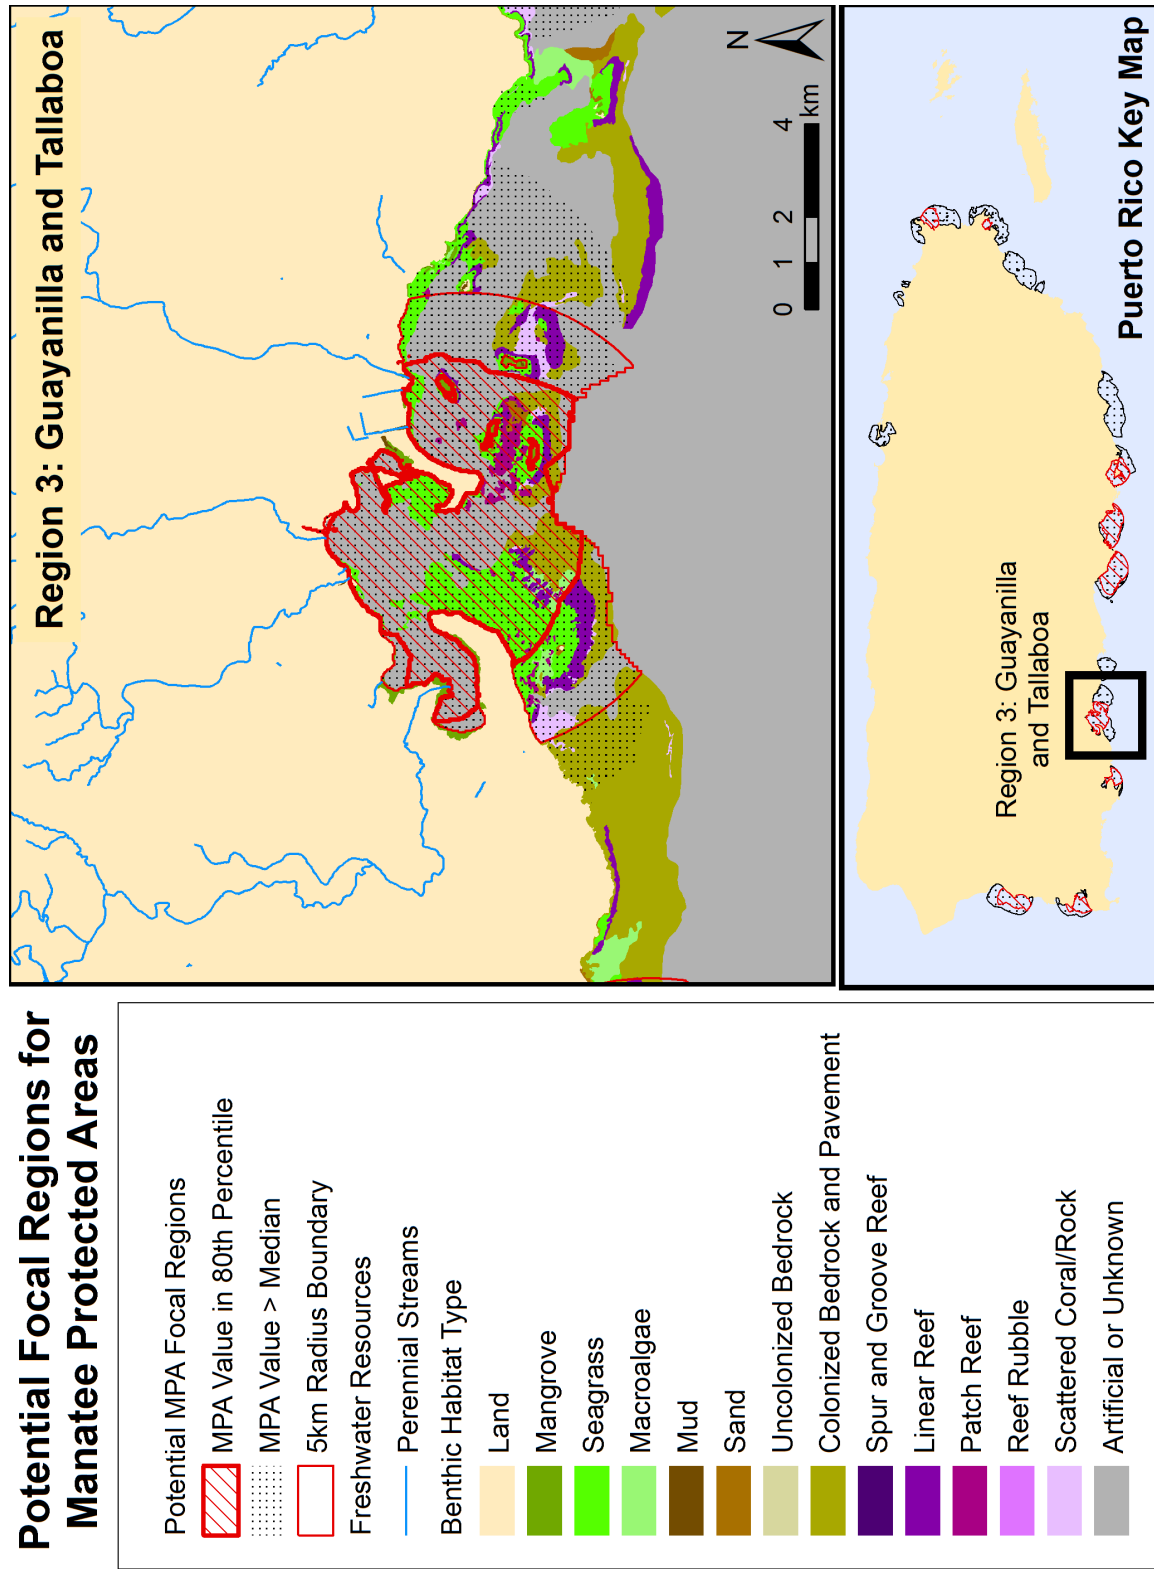 Potential Focal Regions for
Manatee Protected Areas
Potential MPA Focal Regions
MPA Value in 80th Percentile
MPA Value > Median
5km Radius Boundary
Freshwater Resources
Perennial Streams
Benthic Habitat Type
Land
Mangrove
Seagrass
Macroalgae
Mud
Sand
Uncolonized Bedrock
Colonized Bedrock and Pavement
Spur and Groove Reef
Linear Reef
Patch Reef
Reef Rubble
Scattered Coral/Rock
Artificial or Unknown
Region 3: Guayanilla and Tallaboa
N
0 1 2 4
km
Region 3: Guayanilla
and Tallaboa
Puerto Rico Key Map